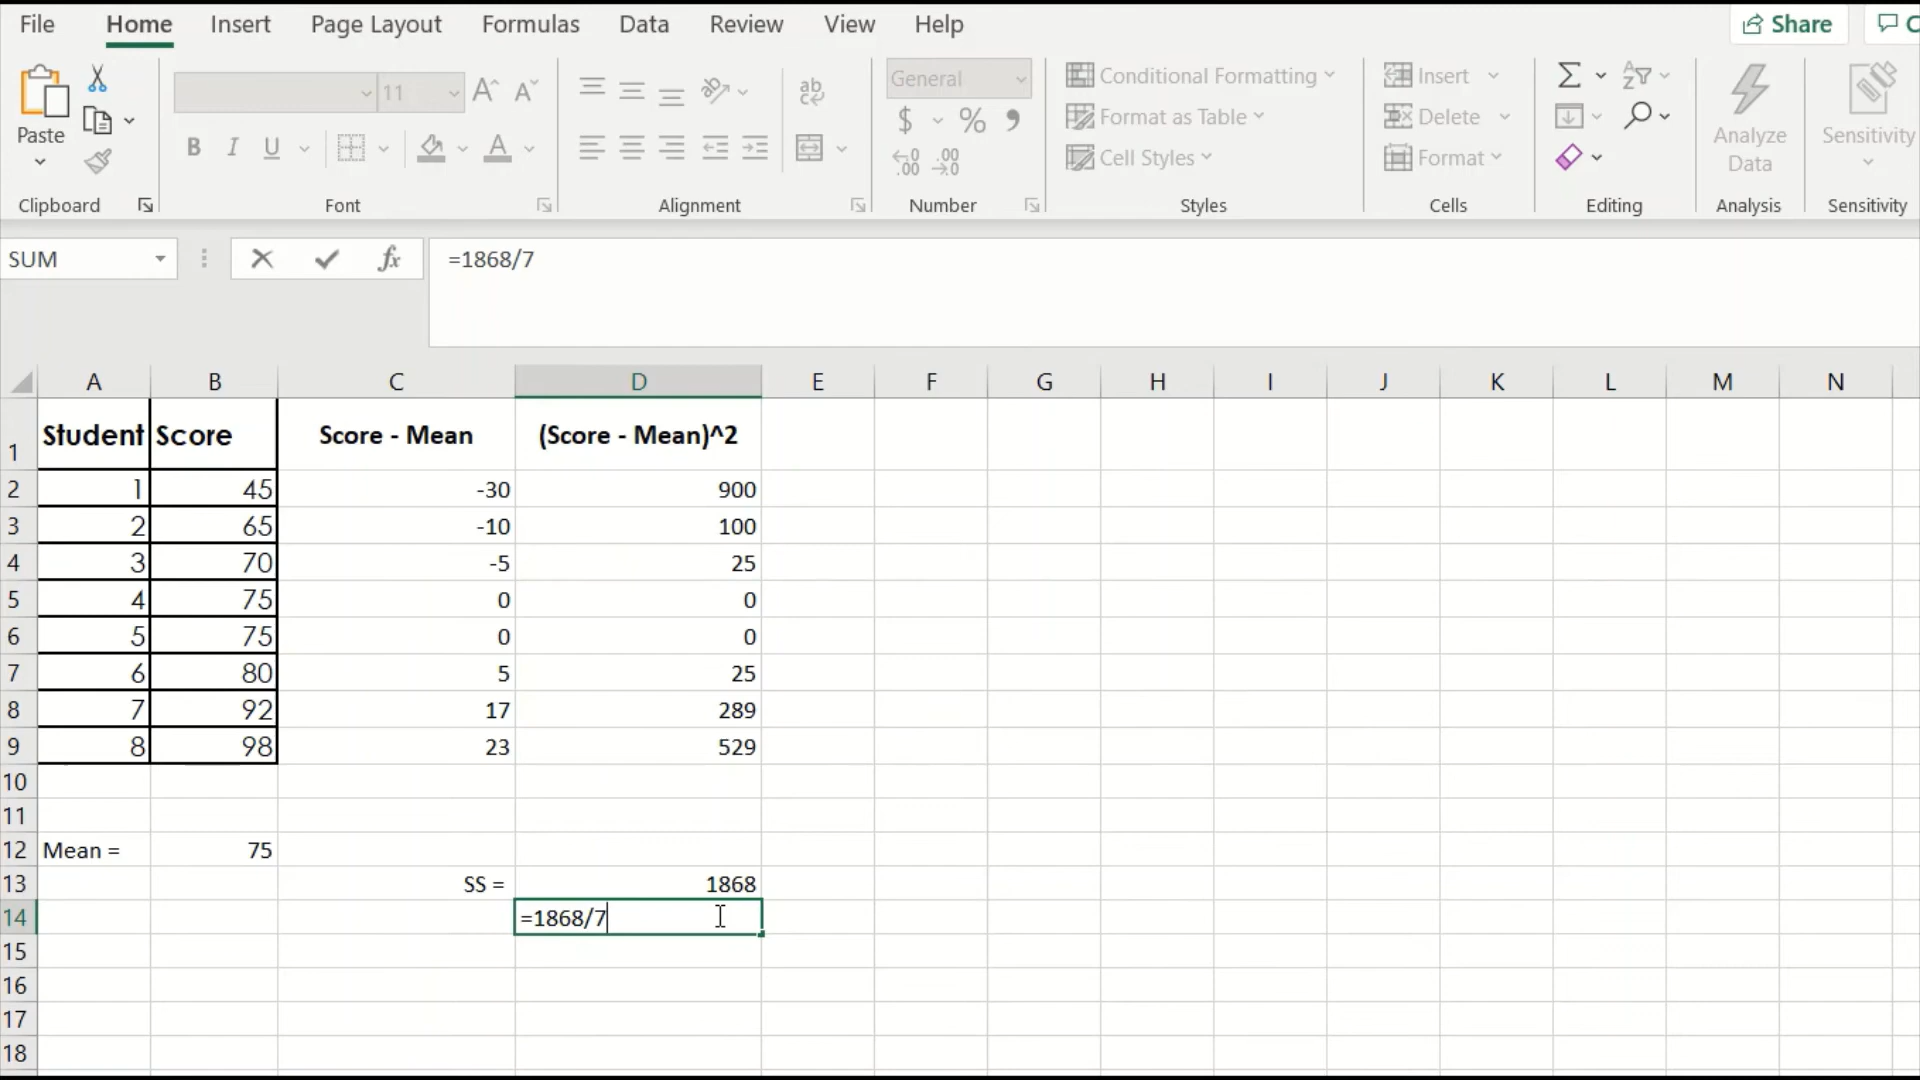 File Home Insert Page Layout Formulas Data Review View Help Share C
Paste
11
General
Conditional Formatting
Insert
ab
$ % 9
Format as Table
Delete
B I U
A
Analyze Data
Sensitivity
Cell Styles
Format
Clipboard Font Alignment Number Styles Cells Editing Analysis Sensitivity
SUM fx =1868/7
A B C D E F G H I J K L M N
1 Student Score Score - Mean (Score - Mean)^2
2 1 45 -30 900
3 2 65 -10 100
4 3 70 -5 25
5 4 75 0 0
6 5 75 0 0
7 6 80 5 25
8 7 92 17 289
9 8 98 23 529
10
11
12 Mean = 75
13 SS = 1868
14 =1868/7
15
16
17
18